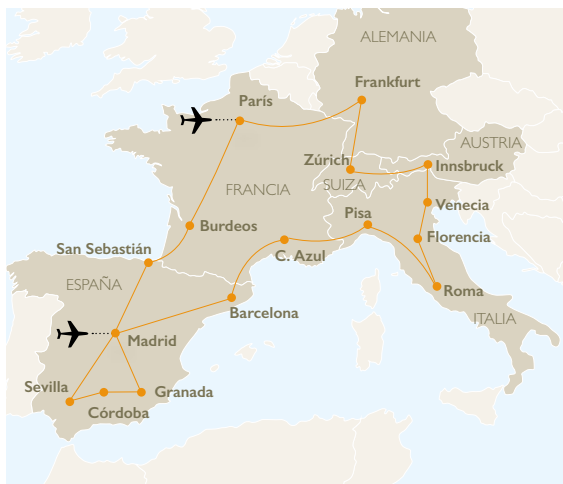 ALEMANIA
Frankfurt
París
AUSTRIA
Zúrich
Innsbruck
SUIZA
FRANCIA
Venecia
Pisa
Burdeos
Florencia
San Sebastián
C. Azul
ESPAÑA
Roma
Barcelona
ITALIA
Madrid
Sevilla
Granada
Córdoba